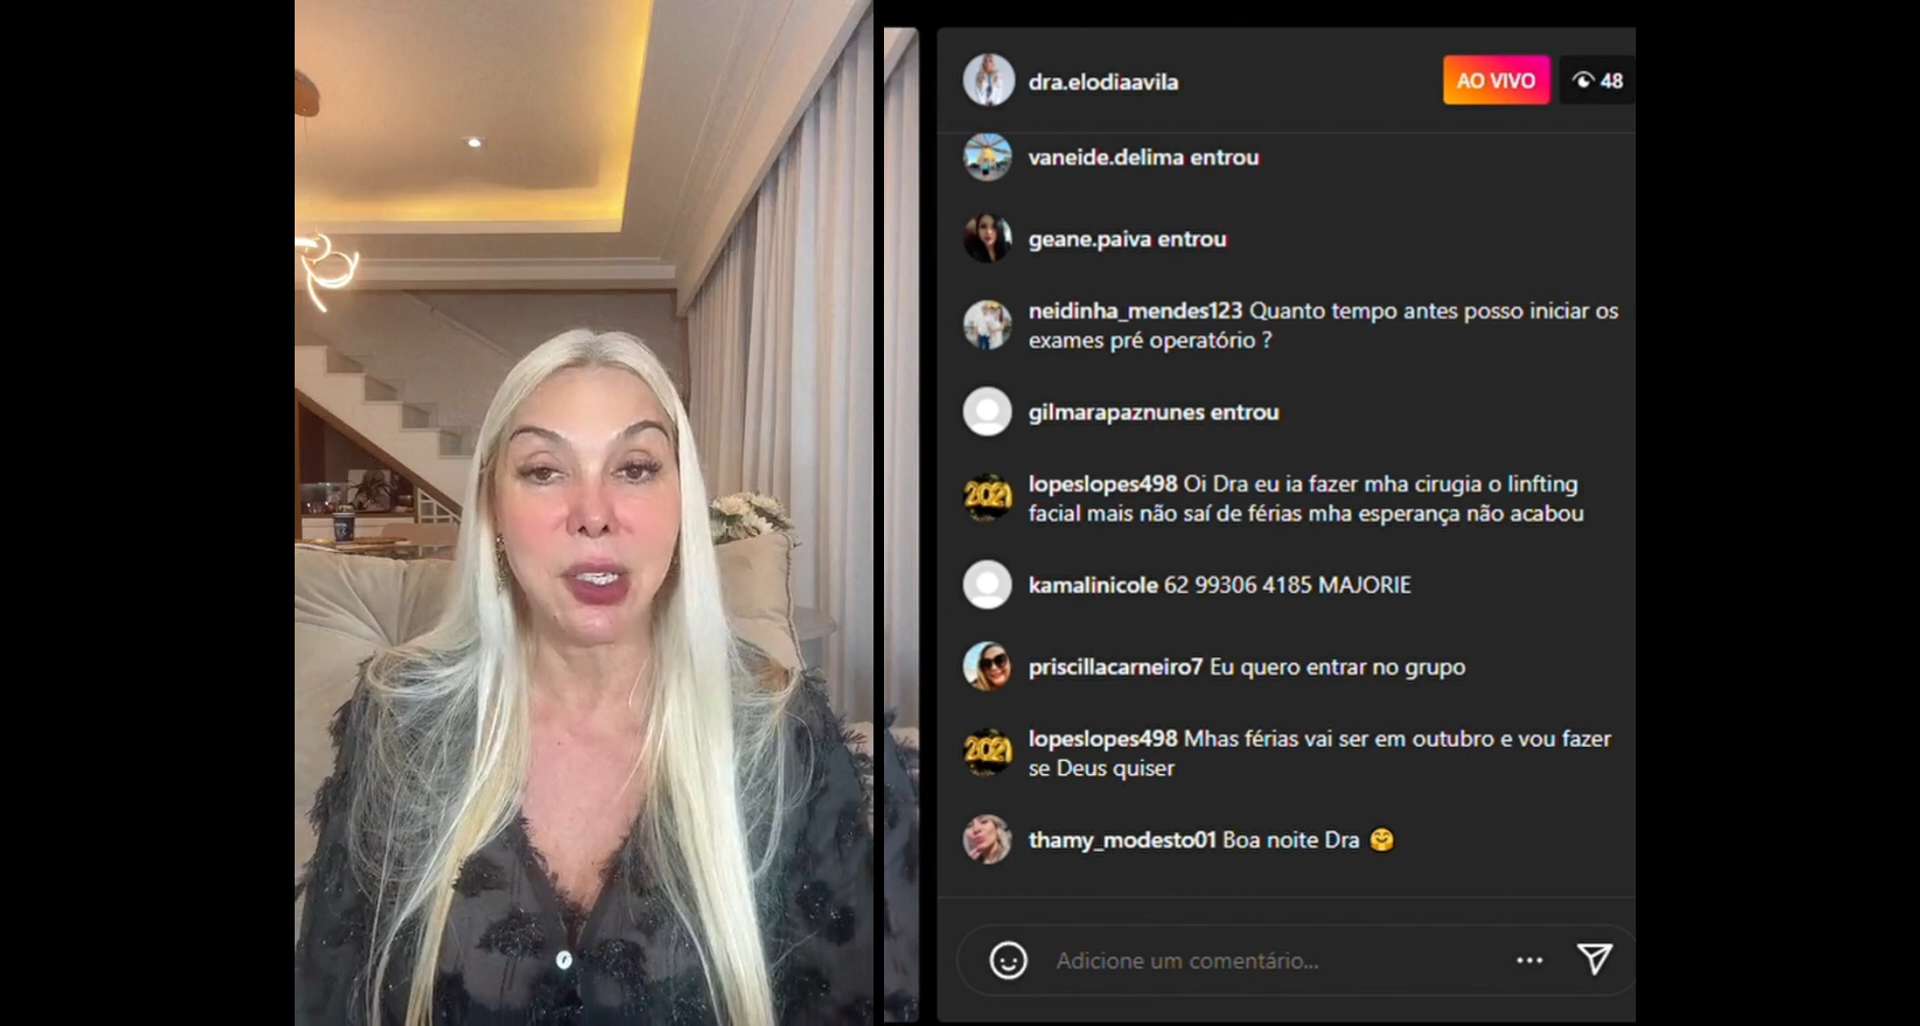 dra.elodiaavila
AO VIVO
48
vaneide.delima entrou
geane.paiva entrou
neidinha_mendes123 Quanto tempo antes posso iniciar os
exames pré operatório ?
gilmarapaznunes entrou
lopeslopes498 Oi Dra eu ia fazer mha cirugia o linfting
facial mais não saí de férias mha esperança não acabou
kamalinicole 62 99306 4185 MAJORIE
priscillacarneiro7 Eu quero entrar no grupo
lopeslopes498 Mhas férias vai ser em outubro e vou fazer
se Deus quiser
thamy_modesto01 Boa noite Dra 🤗
Adicione um comentário...
2021
2021